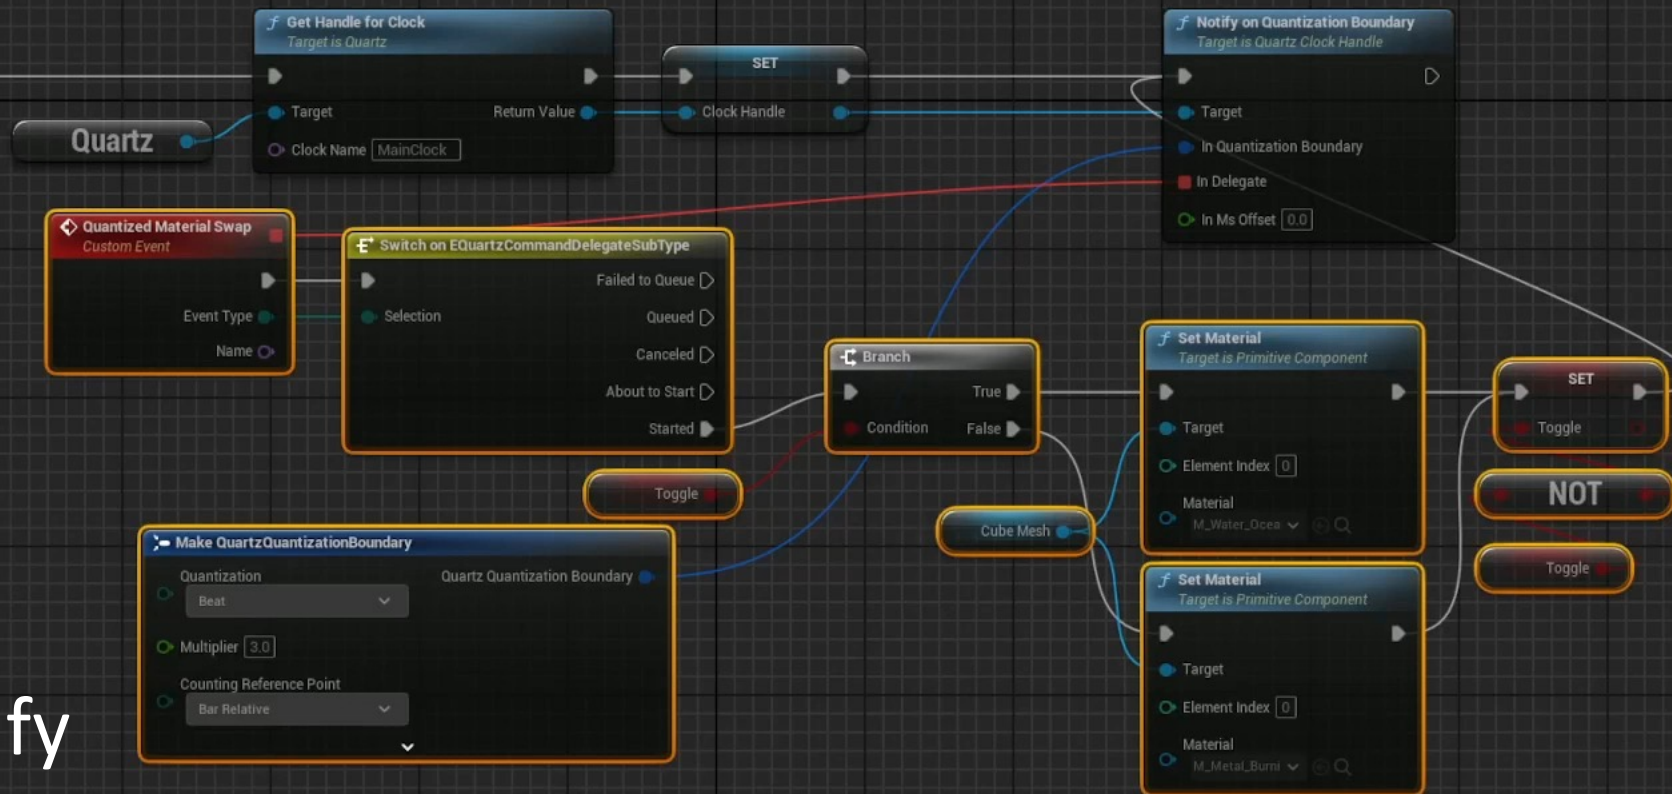 Get Handle for Clock
Target is Quartz
Target
Return Value
Clock Name
MainClock
Quartz
SET
Clock Handle
Notify on Quantization Boundary
Target is Quartz Clock Handle
Target
In Quantization Boundary
In Delegate
In Ms Offset
0.0
Quantized Material Swap
Custom Event
Event Type
Name
Switch on EQuartzCommandDelegateSubType
Selection
Failed to Queue
Queued
Canceled
About to Start
Started
Toggle
Branch
Condition
True
False
Make QuartzQuantizationBoundary
Quantization
Beat
Quartz Quantization Boundary
Multiplier
3.0
Counting Reference Point
Bar Relative
Cube Mesh
Set Material
Target is Primitive Component
Target
Element Index
0
Material
M_Water_Ocea
Set Material
Target is Primitive Component
Target
Element Index
0
Material
M_Metal_Burni
SET
Toggle
NOT
Toggle
fy